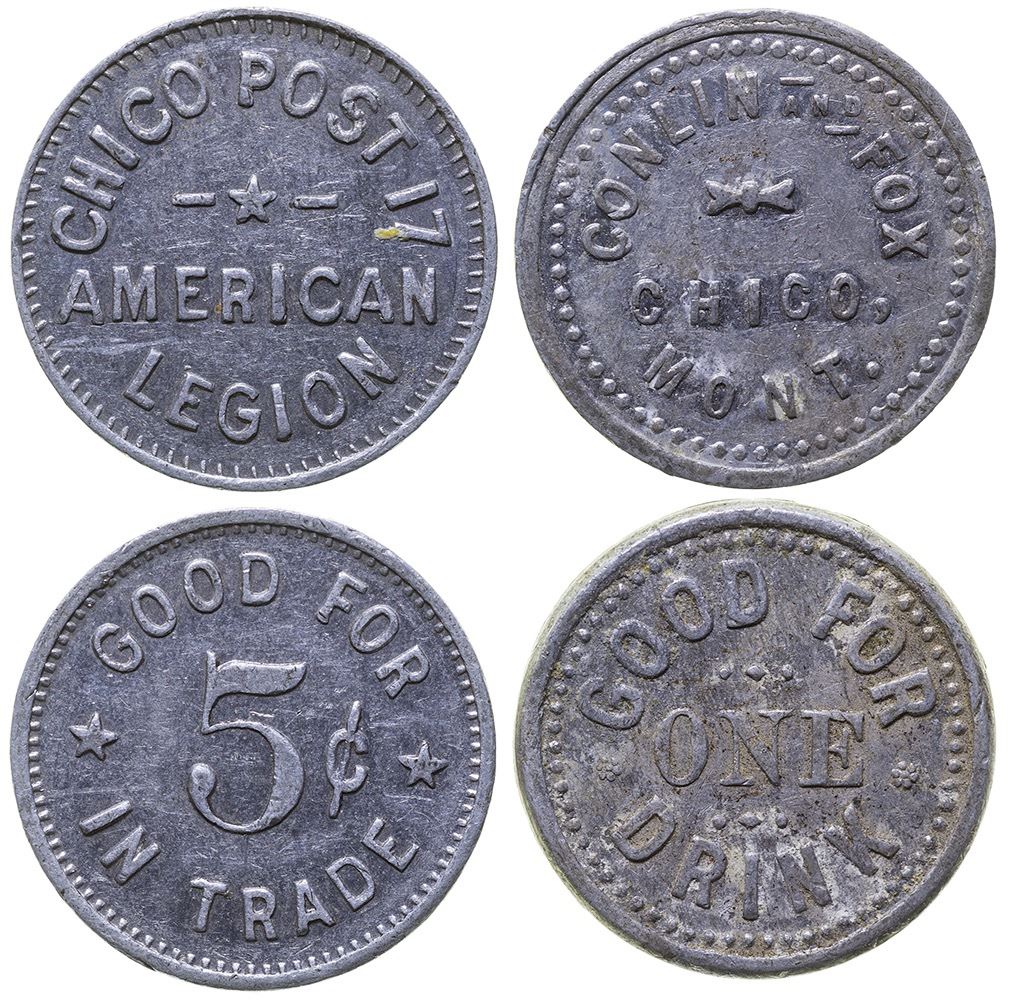 CHICO POST 17
AMERICAN
LEGION
CONLIN AND FOX
CHICO,
MONT.
GOOD FOR
5¢
IN TRADE
GOOD FOR
ONE
DRINK